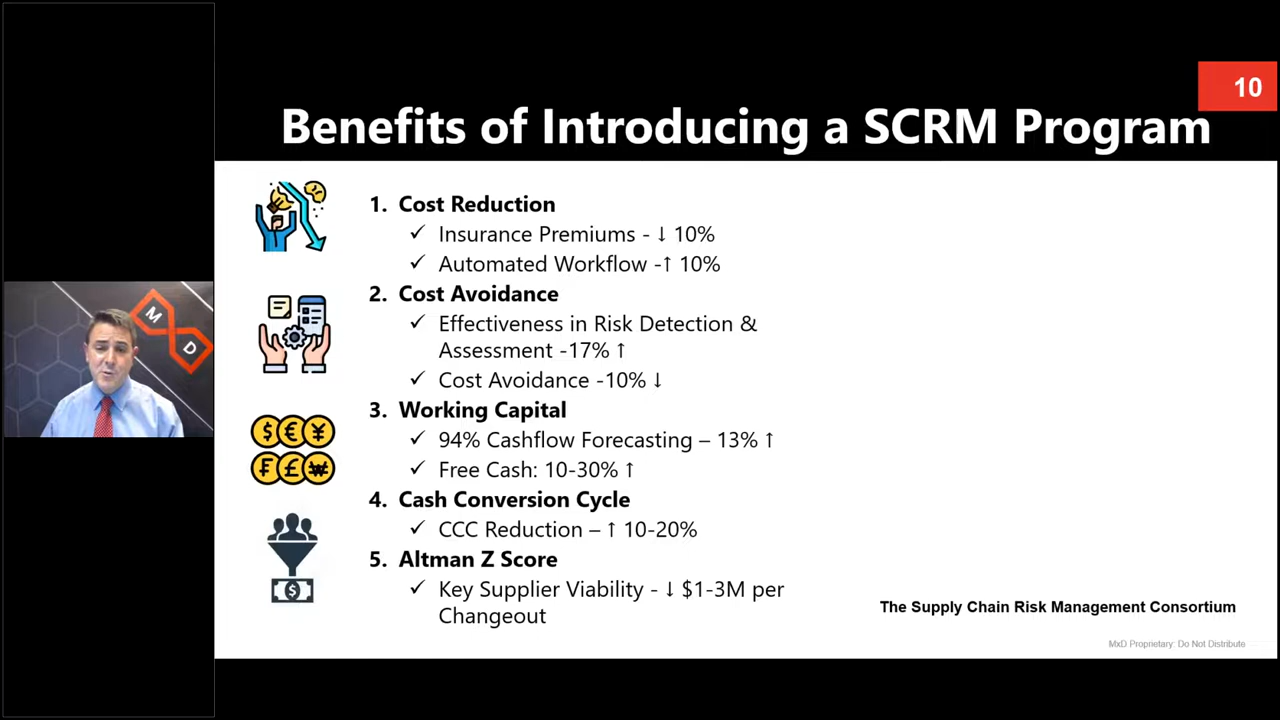 10
Benefits of Introducing a SCRM Program
1. Cost Reduction
✓ Insurance Premiums - ↓ 10%
✓ Automated Workflow -↑ 10%
2. Cost Avoidance
✓ Effectiveness in Risk Detection &
Assessment -17% ↑
✓ Cost Avoidance -10% ↓
3. Working Capital
✓ 94% Cashflow Forecasting – 13% ↑
✓ Free Cash: 10-30% ↑
4. Cash Conversion Cycle
✓ CCC Reduction – ↑ 10-20%
5. Altman Z Score
✓ Key Supplier Viability - ↓ $1-3M per
Changeout
The Supply Chain Risk Management Consortium
MxD Proprietary: Do Not Distribute
M
D
$ € ¥
₣ £ ₩
$